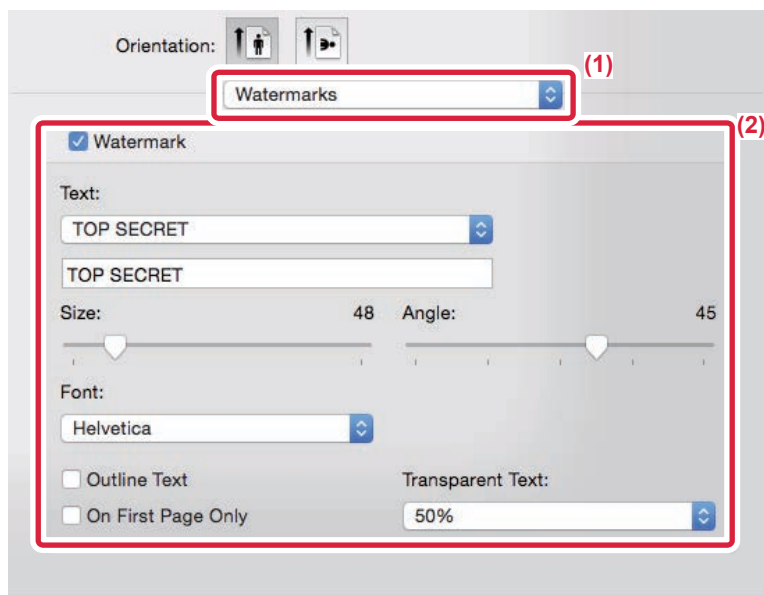 Orientation:
(1)
Watermarks
(2)
Watermark
Text:
TOP SECRET
TOP SECRET
Size: 48 Angle: 45
Font:
Helvetica
Outline Text Transparent Text:
On First Page Only 50%